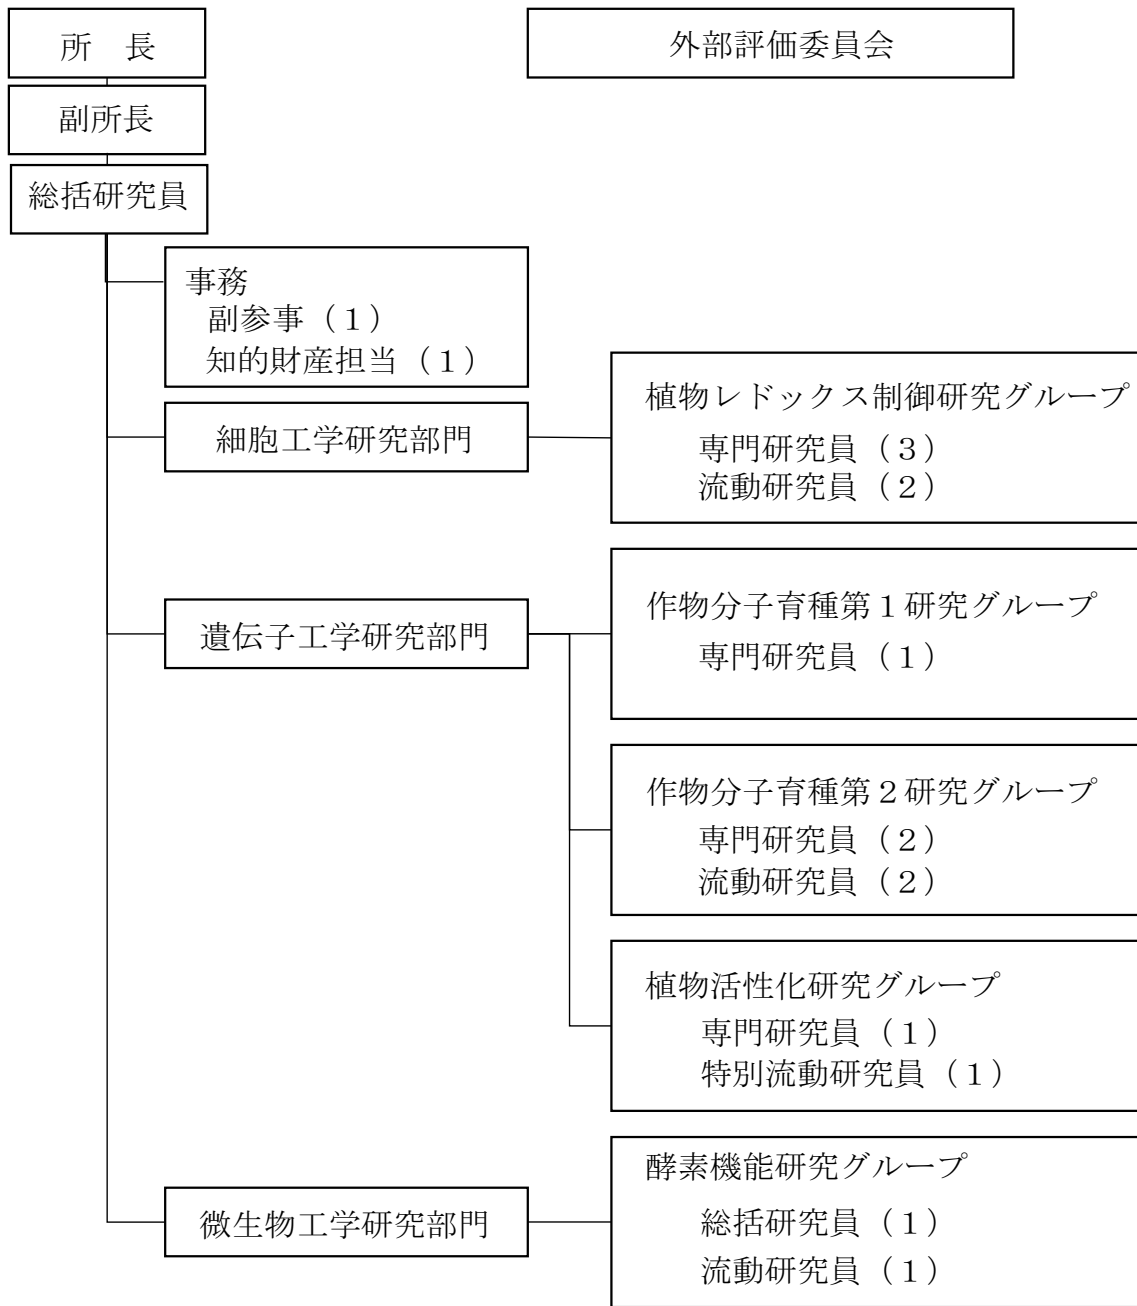 所　長
外部評価委員会
副所長
総括研究員
事務
副参事（１）
知的財産担当（１）
細胞工学研究部門
植物レドックス制御研究グループ
専門研究員（３）
流動研究員（２）
遺伝子工学研究部門
作物分子育種第１研究グループ
専門研究員（１）
作物分子育種第２研究グループ
専門研究員（２）
流動研究員（２）
植物活性化研究グループ
専門研究員（１）
特別流動研究員（１）
微生物工学研究部門
酵素機能研究グループ
総括研究員（１）
流動研究員（１）